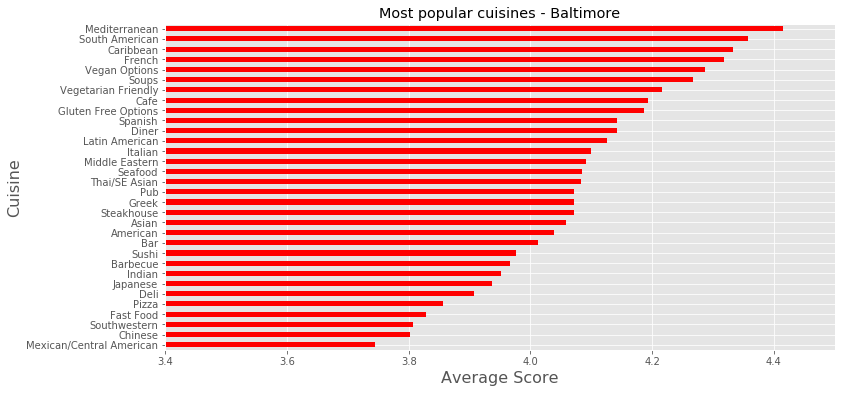 Most popular cuisines - Baltimore
Mediterranean
South American
Caribbean
French
Vegan Options
Soups
Vegetarian Friendly
Cafe
Gluten Free Options
Spanish
Diner
Latin American
Italian
Middle Eastern
Seafood
Thai/SE Asian
Pub
Greek
Steakhouse
Asian
American
Bar
Sushi
Barbecue
Indian
Japanese
Deli
Pizza
Fast Food
Southwestern
Chinese
Mexican/Central American
Cuisine
3.4 3.6 3.8 4.0 4.2 4.4
Average Score